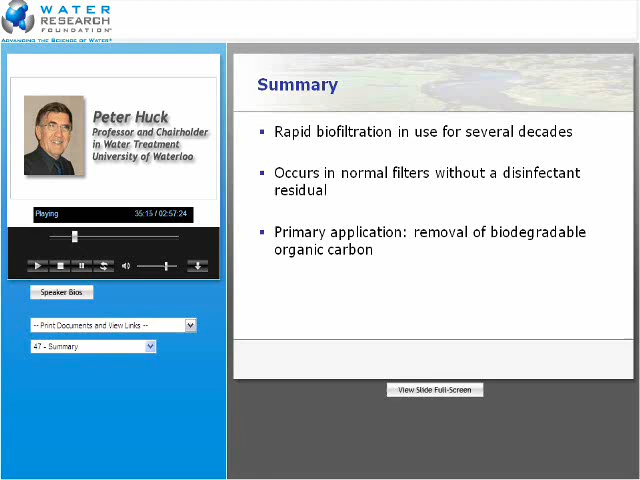 WATER
RESEARCH
FOUNDATION
ADVANCING THE SCIENCE OF WATER®
Peter Huck
Professor and Chairholder
in Water Treatment
University of Waterloo
Playing 35:15 / 02:57:24
Speaker Bios
-- Print Documents and View Links --
47 - Summary
Summary
▪ Rapid biofiltration in use for several decades
▪ Occurs in normal filters without a disinfectant
residual
▪ Primary application: removal of biodegradable
organic carbon
View Slide Full-Screen